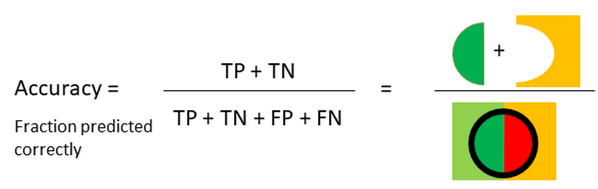 Accuracy =
TP + TN
TP + TN + FP + FN
=
+
Fraction predicted
correctly